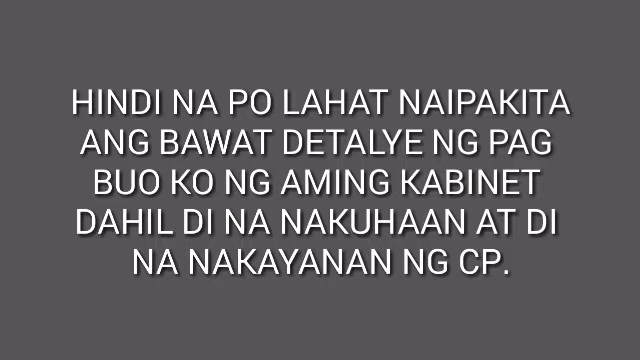 HINDI NA PO LAHAT NAIPAKITA
ANG BAWAT DETALYE NG PAG
BUO KO NG AMING KABINET
DAHIL DI NA NAKUHAAN AT DI
NA NAKAYANAN NG CP.